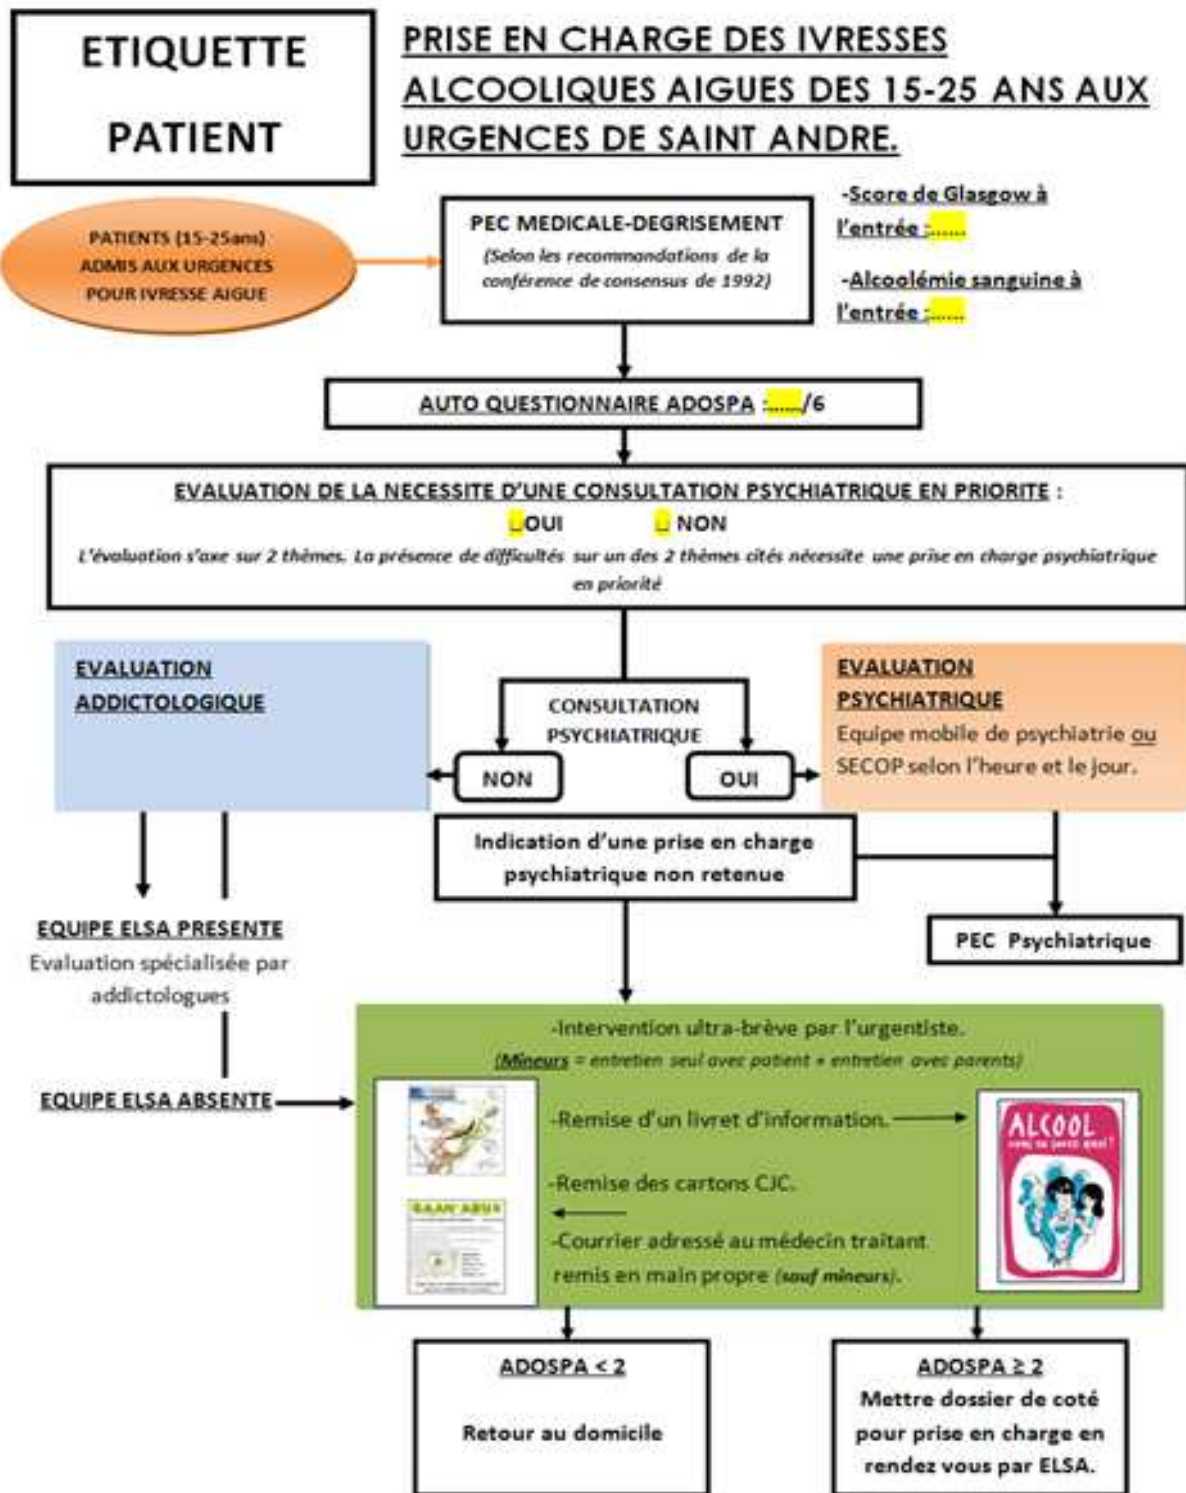 ETIQUETTE
PATIENT
PRISE EN CHARGE DES IVRESSES
ALCOOLIQUES AIGUES DES 15-25 ANS AUX
URGENCES DE SAINT ANDRE.
PATIENTS (15-25ans)
ADMIS AUX URGENCES
POUR IVRESSE AIGUE
PEC MEDICALE-DEGRISEMENT
(Selon les recommandations de la
conférence de consensus de 1992)
-Score de Glasgow à
l'entrée :......
-Alcoolémie sanguine à
l'entrée :......
AUTO QUESTIONNAIRE ADOSPA :....../6
EVALUATION DE LA NECESSITE D'UNE CONSULTATION PSYCHIATRIQUE EN PRIORITE :
OUI NON
L'évaluation s'axe sur 2 thèmes. La présence de difficultés sur un des 2 thèmes cités nécessite une prise en charge psychiatrique
en priorité
EVALUATION
ADDICTOLOGIQUE
CONSULTATION
PSYCHIATRIQUE
NON
OUI
EVALUATION
PSYCHIATRIQUE
Equipe mobile de psychiatrie ou
SECOP selon l'heure et le jour.
Indication d'une prise en charge
psychiatrique non retenue
PEC Psychiatrique
EQUIPE ELSA PRESENTE
Evaluation spécialisée par
addictologues
EQUIPE ELSA ABSENTE
-Intervention ultra-brève par l'urgentiste.
(Mineurs = entretien seul avec patient + entretien avec parents)
-Remise d'un livret d'information.
-Remise des cartons CJC.
-Courrier adressé au médecin traitant
remis en main propre (sauf mineurs).
ALCOOL
ADOSPA < 2
Retour au domicile
ADOSPA ≥ 2
Mettre dossier de coté
pour prise en charge en
rendez vous par ELSA.